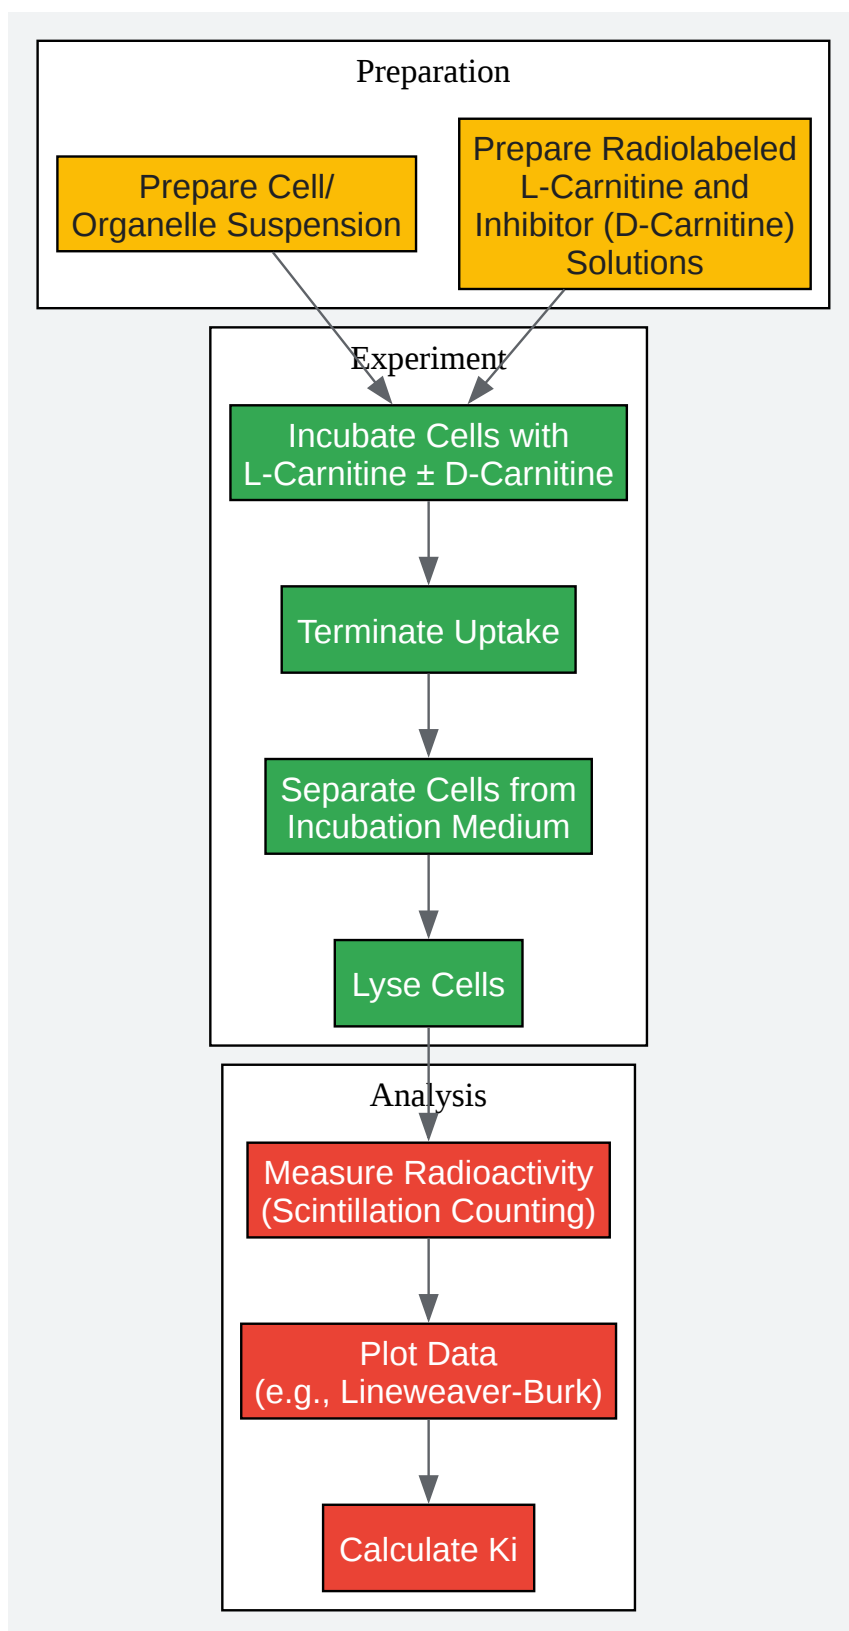 Preparation
Prepare Cell/
Organelle Suspension
Prepare Radiolabeled
L-Carnitine and
Inhibitor (D-Carnitine)
Solutions
Experiment
Incubate Cells with
L-Carnitine ± D-Carnitine
Terminate Uptake
Separate Cells from
Incubation Medium
Lyse Cells
Analysis
Measure Radioactivity
(Scintillation Counting)
Plot Data
(e.g., Lineweaver-Burk)
Calculate Ki